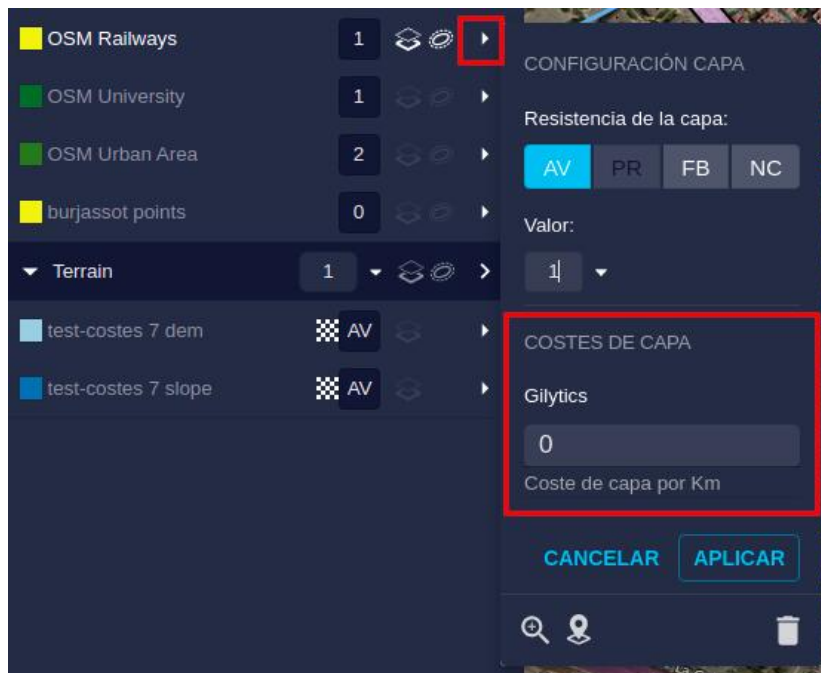 OSM Railways 1
OSM University 1
OSM Urban Area 2
burjassot points 0
Terrain 1
test-costes 7 dem AV
test-costes 7 slope AV
CONFIGURACIÓN CAPA
Resistencia de la capa:
AV PR FB NC
Valor:
1
COSTES DE CAPA
Gilytics
0
Coste de capa por Km
CANCELAR APLICAR